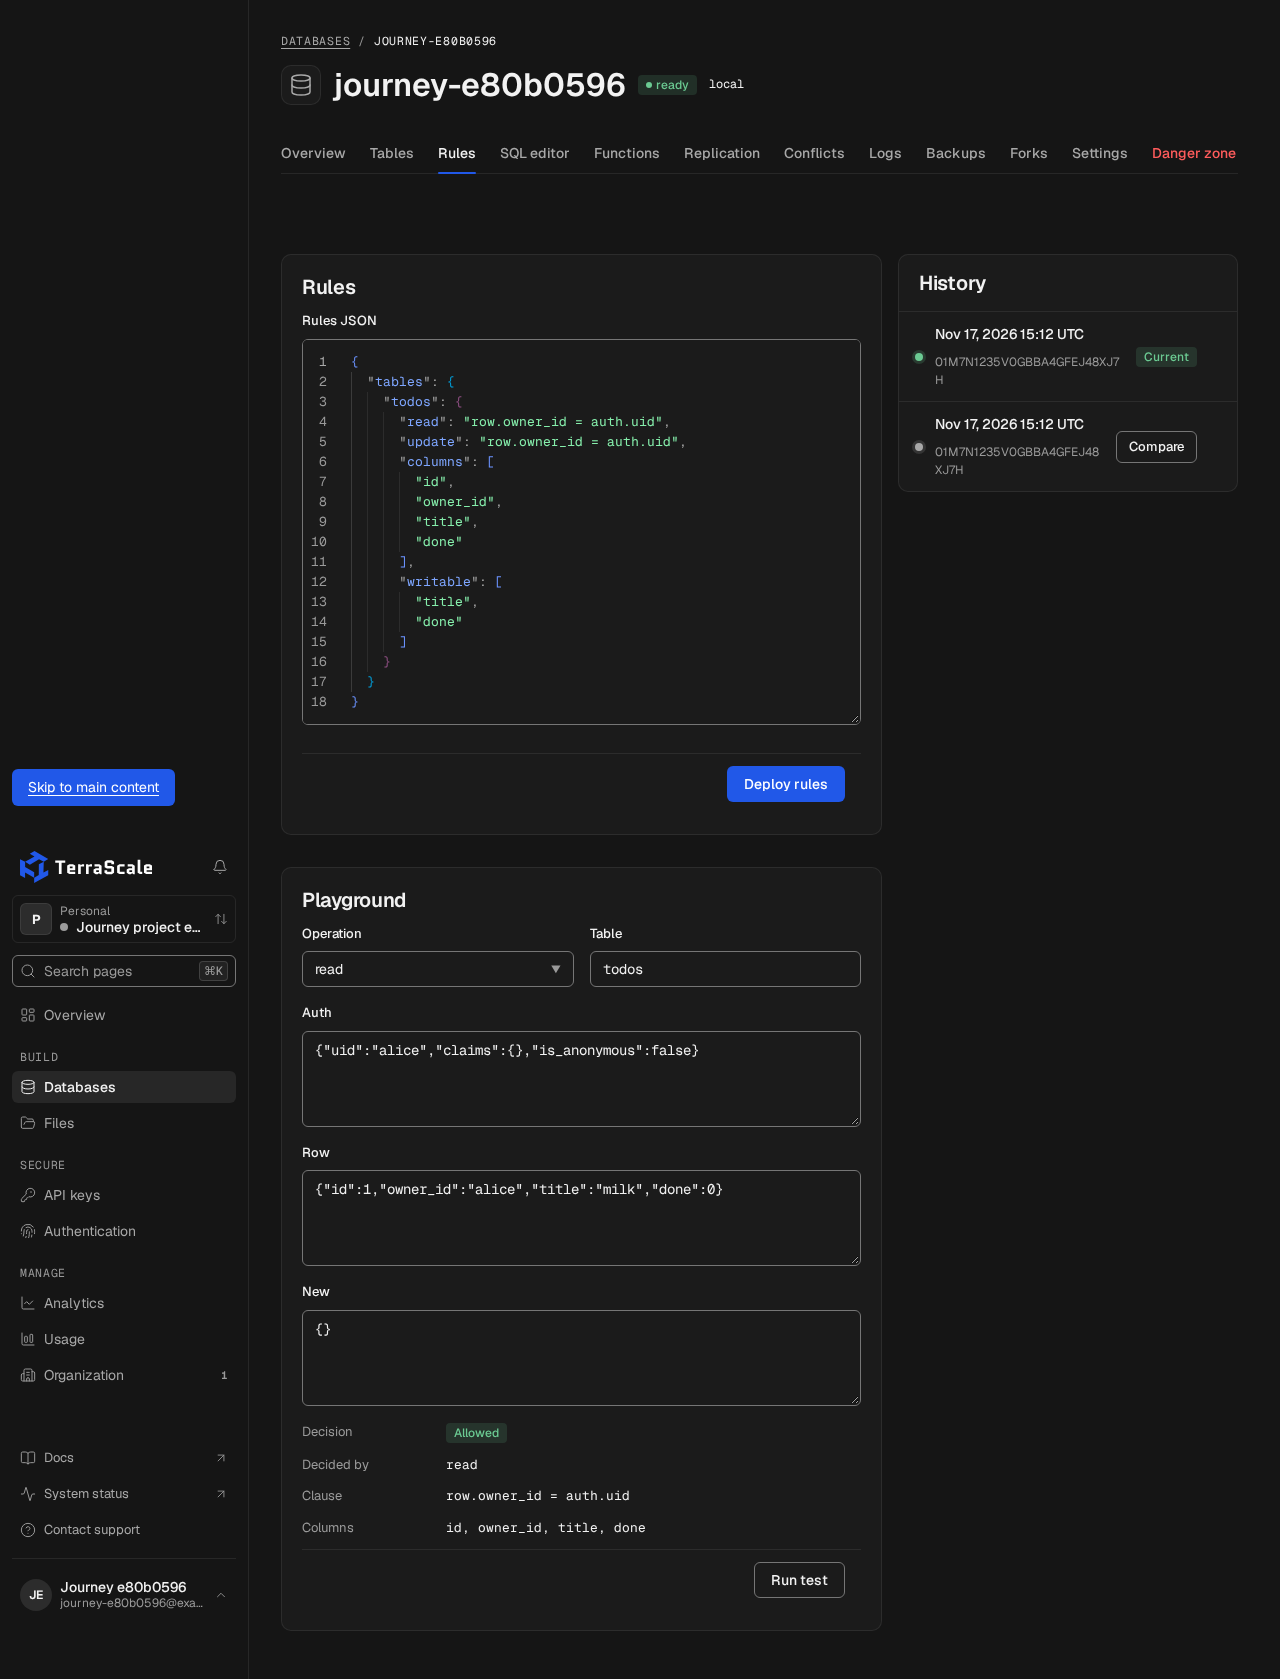 DATABASES / JOURNEY-E80B0596
journey-e80b0596
ready
local
Overview Tables Rules SQL editor Functions Replication Conflicts Logs Backups Forks Settings Danger zone
Skip to main content
TerraScale
P
Personal
Journey project e...
Search pages
⌘K
Overview
BUILD
Databases
Files
SECURE
API keys
Authentication
MANAGE
Analytics
Usage
Organization 1
Docs
System status
Contact support
JE
Journey e80b0596
journey-e80b0596@exa...
Rules
Rules JSON
1 {
2 "tables": {
3 "todos": {
4 "read": "row.owner_id = auth.uid",
5 "update": "row.owner_id = auth.uid",
6 "columns": [
7 "id",
8 "owner_id",
9 "title",
10 "done"
11 ],
12 "writable": [
13 "title",
14 "done"
15 ]
16 }
17 }
18 }
Deploy rules
History
Nov 17, 2026 15:12 UTC
01M7N1235V0GBBA4GFEJ48XJ7
H
Current
Nov 17, 2026 15:12 UTC
01M7N1235V0GBBA4GFEJ48
XJ7H
Compare
Playground
Operation
read
Table
todos
Auth
{"uid":"alice","claims":{},"is_anonymous":false}
Row
{"id":1,"owner_id":"alice","title":"milk","done":0}
New
{}
Decision Allowed
Decided by read
Clause row.owner_id = auth.uid
Columns id, owner_id, title, done
Run test